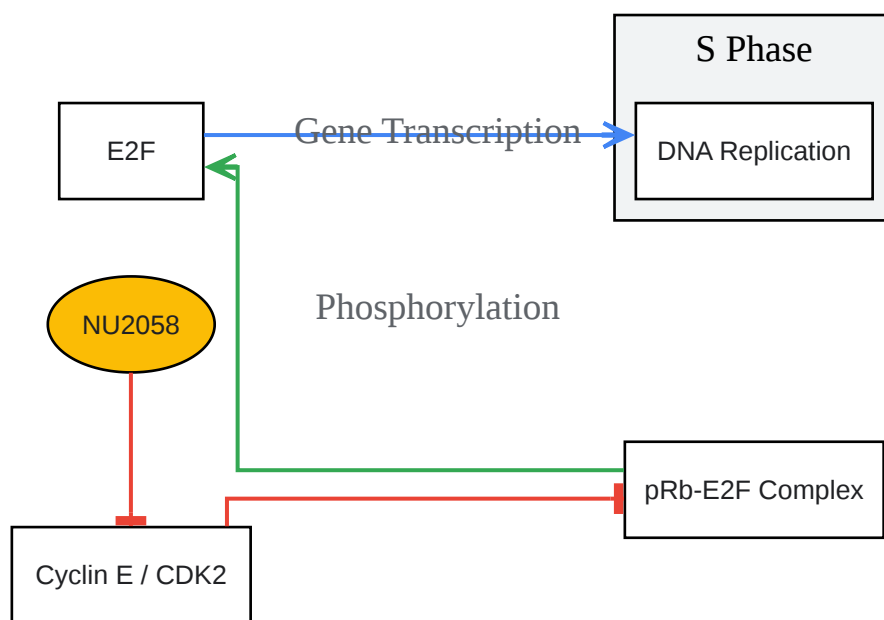 S Phase
E2F
Gene Transcription
DNA Replication
NU2058
Phosphorylation
pRb-E2F Complex
Cyclin E / CDK2